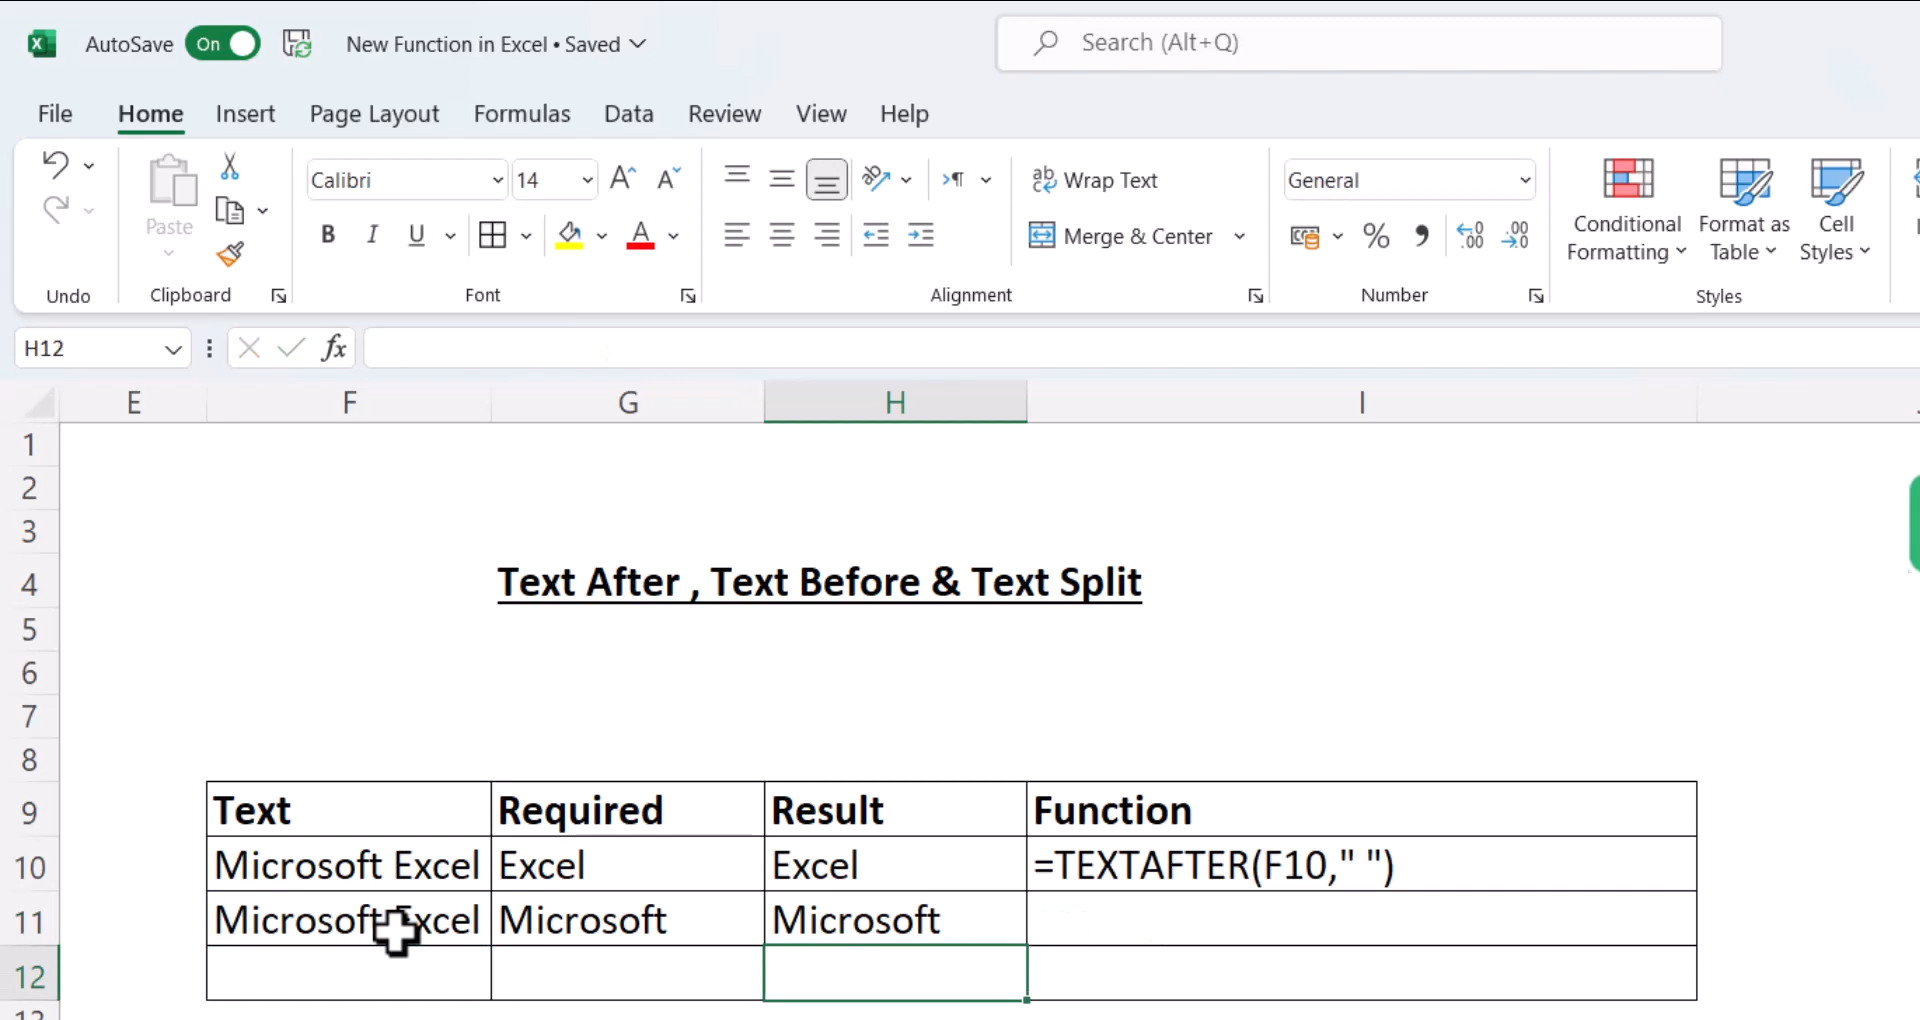 AutoSave On New Function in Excel • Saved Search (Alt+Q)
File Home Insert Page Layout Formulas Data Review View Help
Paste Calibri 14 Wrap Text General
B I U A Merge & Center % Conditional Formatting Format as Table Cell Styles
Undo Clipboard Font Alignment Number Styles
H12 fx
E F G H I
1
2
3
4 Text After , Text Before & Text Split
5
6
7
8
9 Text Required Result Function
10 Microsoft Excel Excel Excel =TEXTAFTER(F10," ")
11 Microsoft Excel Microsoft Microsoft
12
13